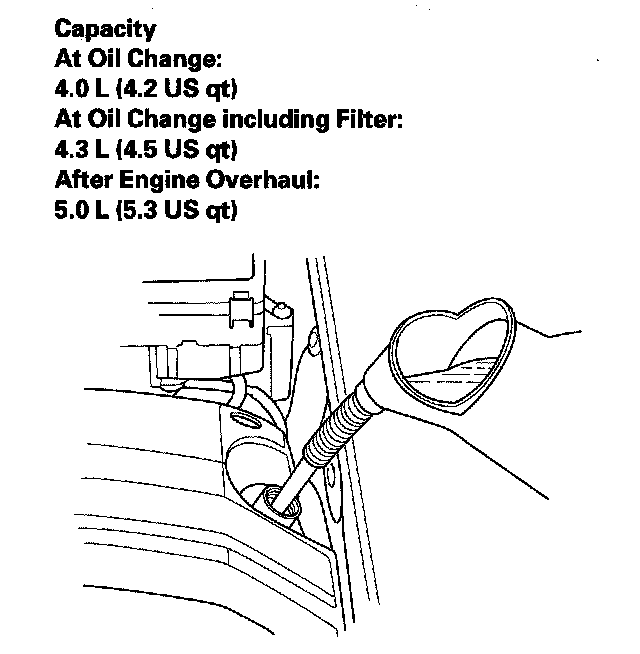 Capacity
At Oil Change:
4.0 L (4.2 US qt)
At Oil Change including Filter:
4.3 L (4.5 US qt)
After Engine Overhaul:
5.0 L (5.3 US qt)